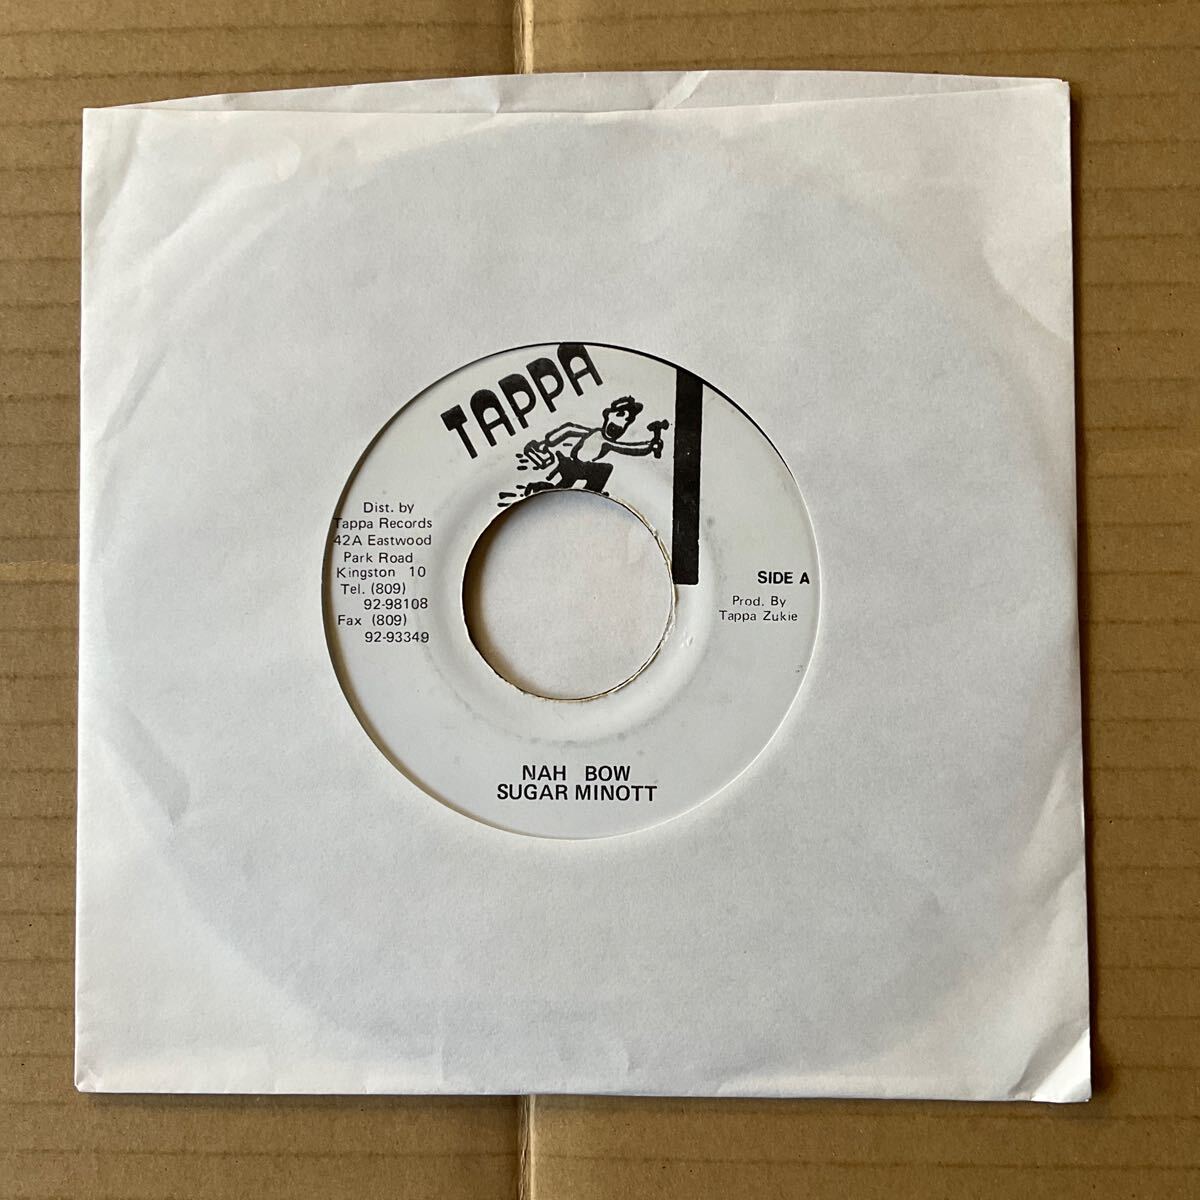 TAPPA
Dist. by
Tappa Records
42A Eastwood
Park Road
Kingston 10
Tel. (809)
92-98108
Fax (809)
92-93349
SIDE A
Prod. By
Tappa Zukie
NAH BOW
SUGAR MINOTT